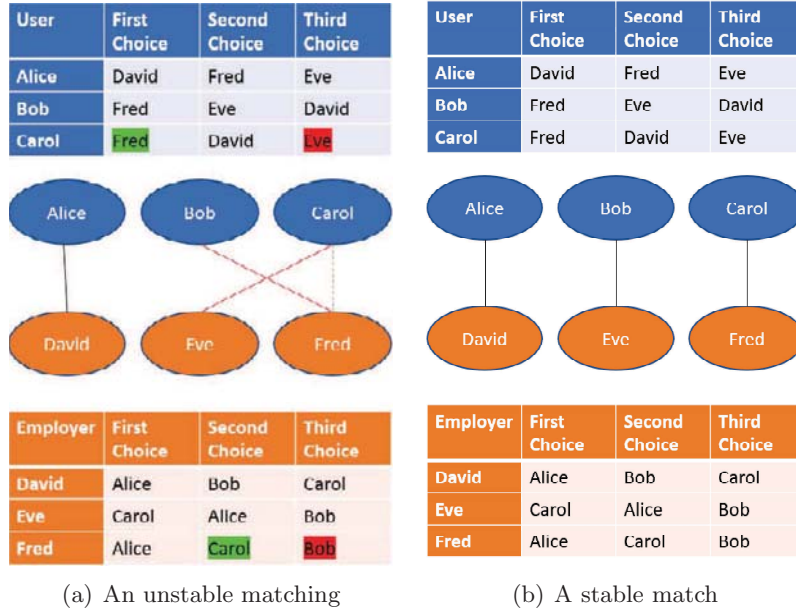 User First Choice Second Choice Third Choice
Alice David Fred Eve
Bob Fred Eve David
Carol Fred David Eve
Alice Bob Carol
David Eve Fred
Employer First Choice Second Choice Third Choice
David Alice Bob Carol
Eve Carol Alice Bob
Fred Alice Carol Bob
(a) An unstable matching
User First Choice Second Choice Third Choice
Alice David Fred Eve
Bob Fred Eve David
Carol Fred David Eve
Alice Bob Carol
David Eve Fred
Employer First Choice Second Choice Third Choice
David Alice Bob Carol
Eve Carol Alice Bob
Fred Alice Carol Bob
(b) A stable match